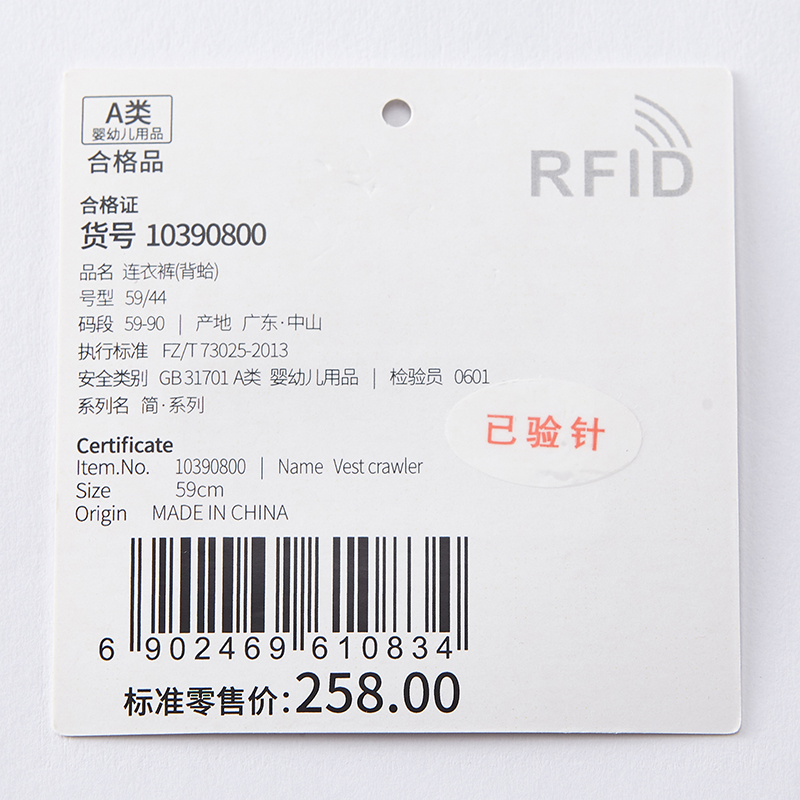 A类
婴幼儿用品
合格品
RFID
合格证
货号 10390800
品名 连衣裤(背蛤)
号型 59/44
码段 59-90 | 产地 广东·中山
执行标准 FZ/T 73025-2013
安全类别 GB 31701 A类 婴幼儿用品 | 检验员 0601
系列名 简·系列
已验针
Certificate
Item.No. 10390800 | Name Vest crawler
Size 59cm
Origin MADE IN CHINA
6 902469 610834
标准零售价:258.00